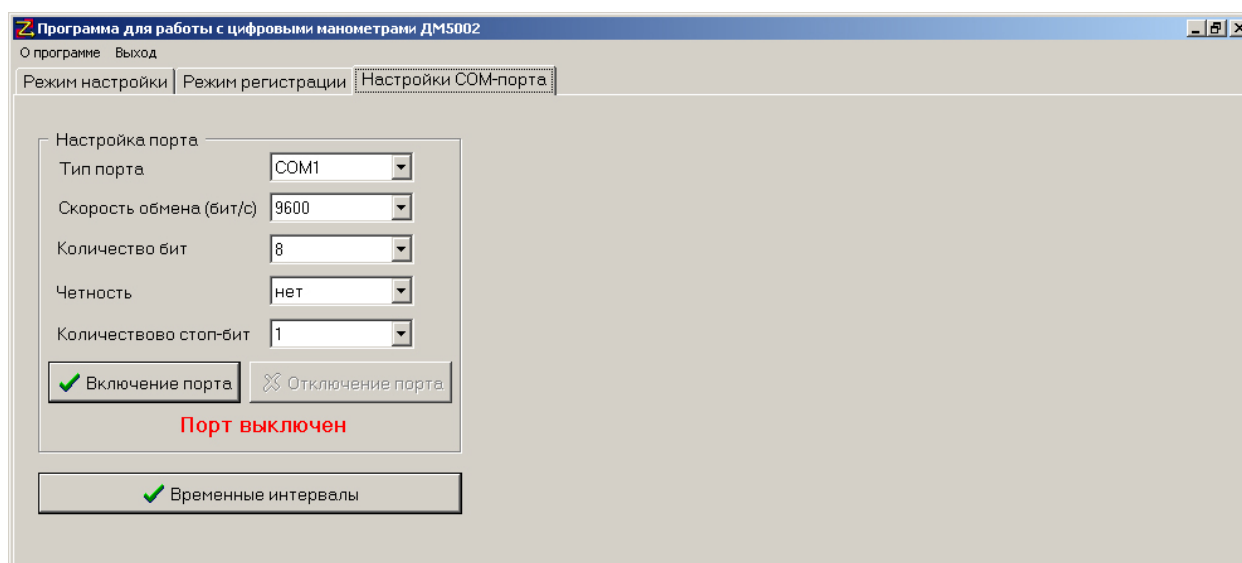 Программа для работы с цифровыми манометрами ДМ5002
О программе Выход
Режим настройки Режим регистрации Настройки COM-порта
Настройка порта
Тип порта COM1
Скорость обмена (бит/с) 9600
Количество бит 8
Четность нет
Количествово стоп-бит 1
Включение порта Отключение порта
Порт выключен
Временные интервалы